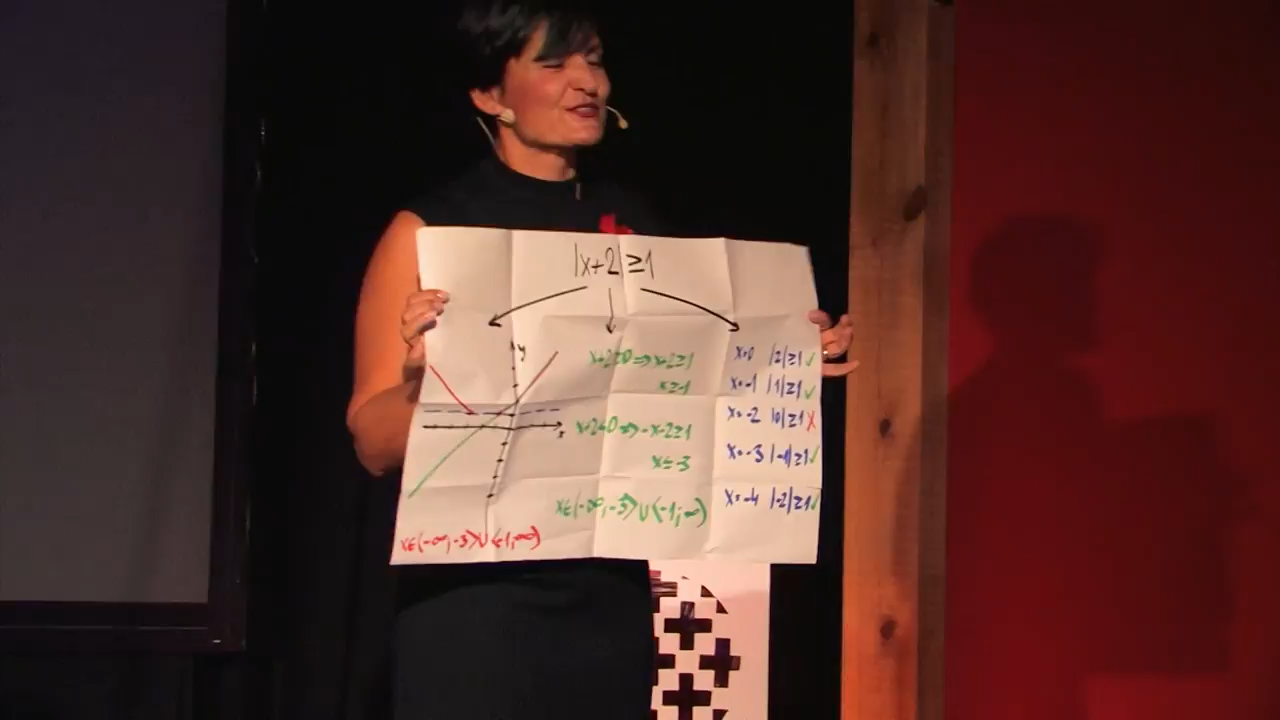 |x+2|≥1
y
x
x∈(-∞,-3>∪<-1,∞)
x+2≥0⇒x+2≥1
x≥-1
x+2<0⇒-x-2≥1
x≤-3
x∈(-∞,-3>∪<-1,∞)
x=0 |2|≥1 ✓
x=-1 |1|≥1 ✓
x=-2 |0|≥1 ✗
x=-3 |-1|≥1 ✓
x=-4 |-2|≥1 ✓